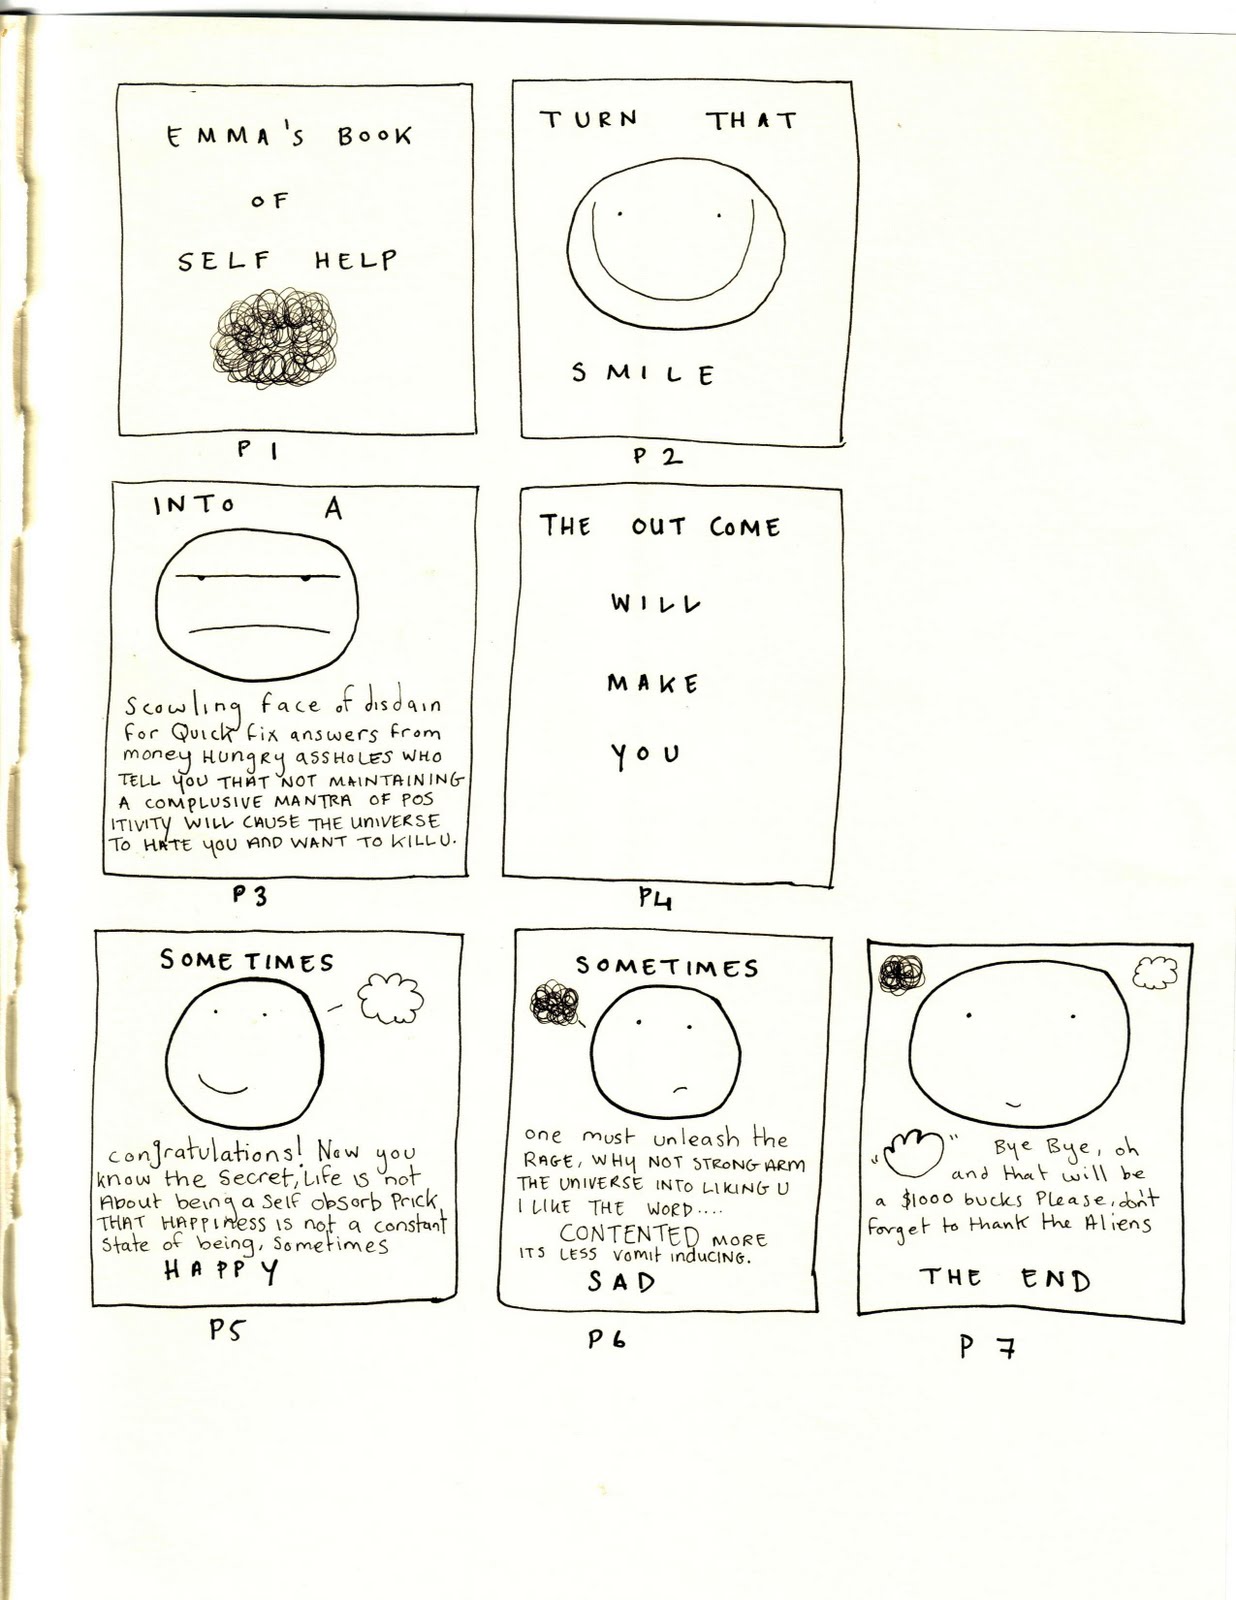 EMMA'S BOOK
OF
SELF HELP
P 1
TURN THAT
SMILE
P 2
INTO A
Scowling face of disdain
for Quick fix answers from
money Hungry assholes WHO
TELL YOU THAT NOT MAINTAINING
A COMPLUSIVE MANTRA OF POS
ITIVITY WILL CAUSE THE UNIVERSE
TO HATE YOU AND WANT TO KILL U.
P 3
THE OUT COME
WILL
MAKE
YOU
P4
SOMETIMES
congratulations! Now you
know the Secret, Life is not
About being a Self obsorb Prick,
THAT HAPPINESS is not a constant
State of being, Sometimes
HAPPY
P5
SOMETIMES
one must unleash the
RAGE, WHY NOT STRONG ARM
THE UNIVERSE INTO LIKING U
I LIKE THE WORD....
CONTENTED MORE
ITS LESS vomit inducing.
SAD
P 6
Bye Bye, oh
and that will be
a $1000 bucks Please, don't
forget to thank the Aliens
THE END
P 7